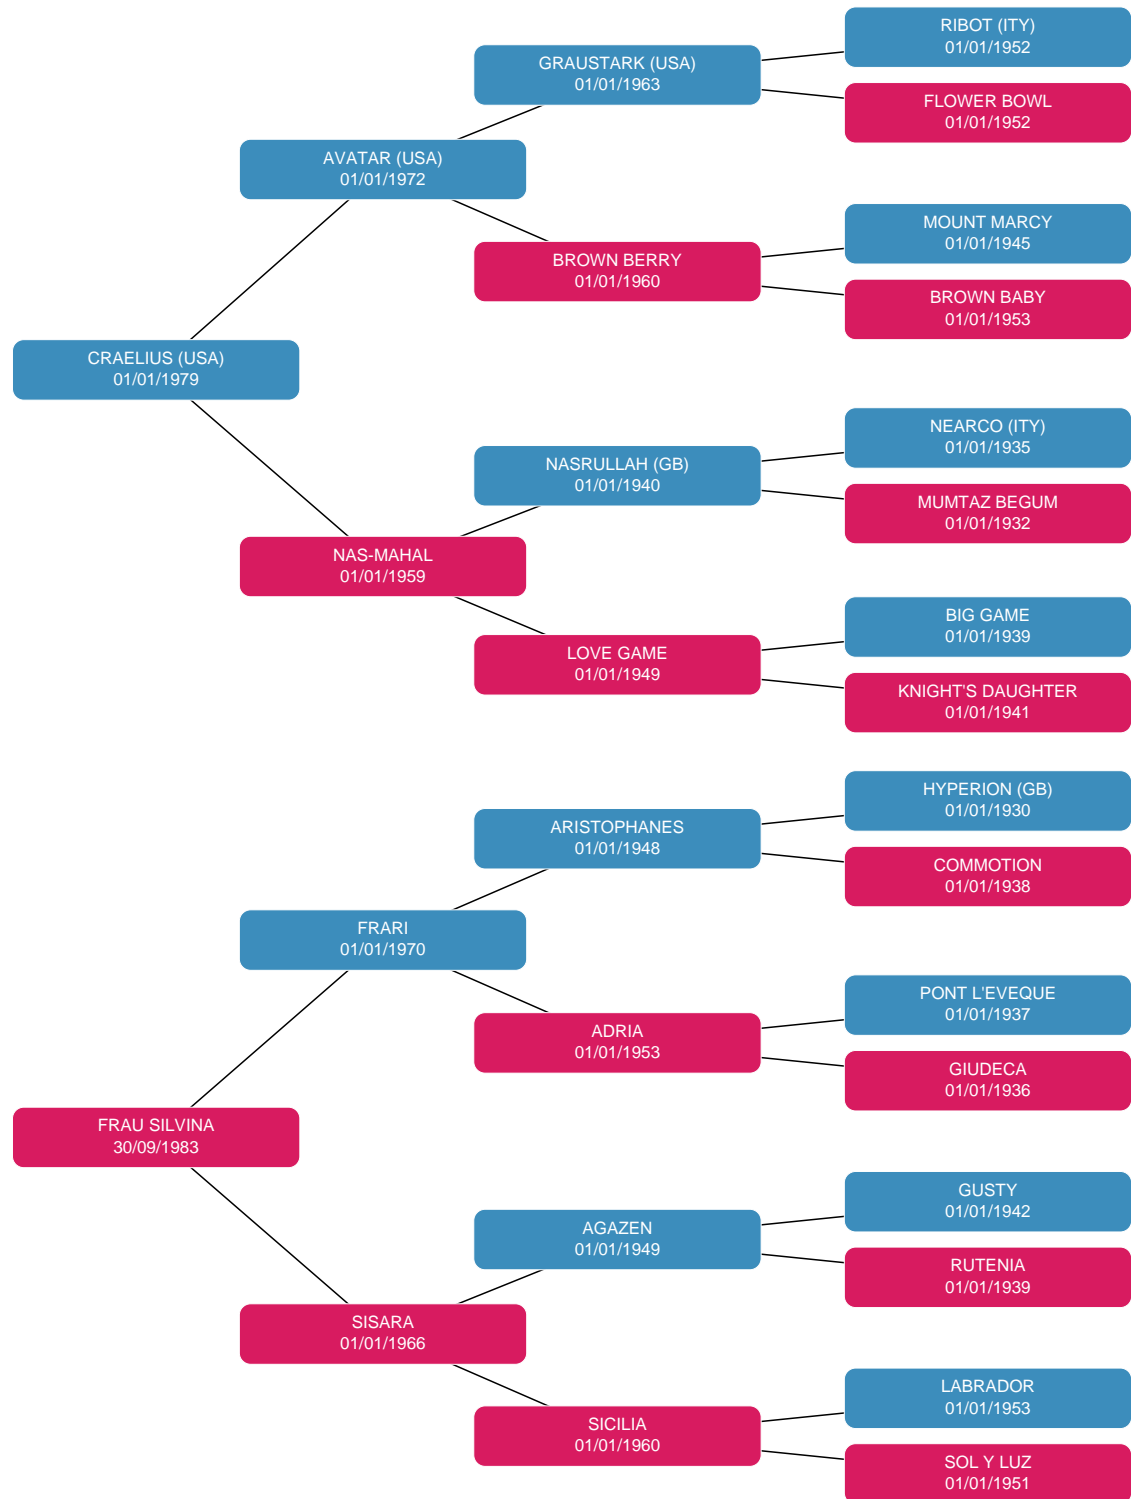 RIBOT (ITY)
01/01/1952
GRAUSTARK (USA)
01/01/1963
FLOWER BOWL
01/01/1952
AVATAR (USA)
01/01/1972
MOUNT MARCY
01/01/1945
BROWN BERRY
01/01/1960
BROWN BABY
01/01/1953
CRAELIUS (USA)
01/01/1979
NEARCO (ITY)
01/01/1935
NASRULLAH (GB)
01/01/1940
MUMTAZ BEGUM
01/01/1932
NAS-MAHAL
01/01/1959
BIG GAME
01/01/1939
LOVE GAME
01/01/1949
KNIGHT'S DAUGHTER
01/01/1941
HYPERION (GB)
01/01/1930
ARISTOPHANES
01/01/1948
COMMOTION
01/01/1938
FRARI
01/01/1970
PONT L'EVEQUE
01/01/1937
ADRIA
01/01/1953
GIUDECA
01/01/1936
FRAU SILVINA
30/09/1983
GUSTY
01/01/1942
AGAZEN
01/01/1949
RUTENIA
01/01/1939
SISARA
01/01/1966
LABRADOR
01/01/1953
SICILIA
01/01/1960
SOL Y LUZ
01/01/1951